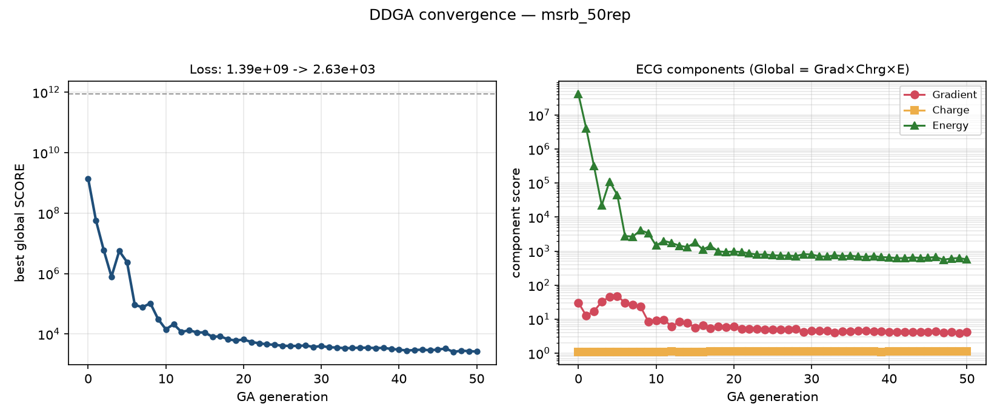 DDGA convergence — msrb_50rep
Loss: 1.39e+09 -> 2.63e+03
best global SCORE
10^12
10^10
10^8
10^6
10^4
0 10 20 30 40 50
GA generation
ECG components (Global = Grad×Chrg×E)
component score
10^7
10^6
10^5
10^4
10^3
10^2
10^1
10^0
Gradient
Charge
Energy
0 10 20 30 40 50
GA generation